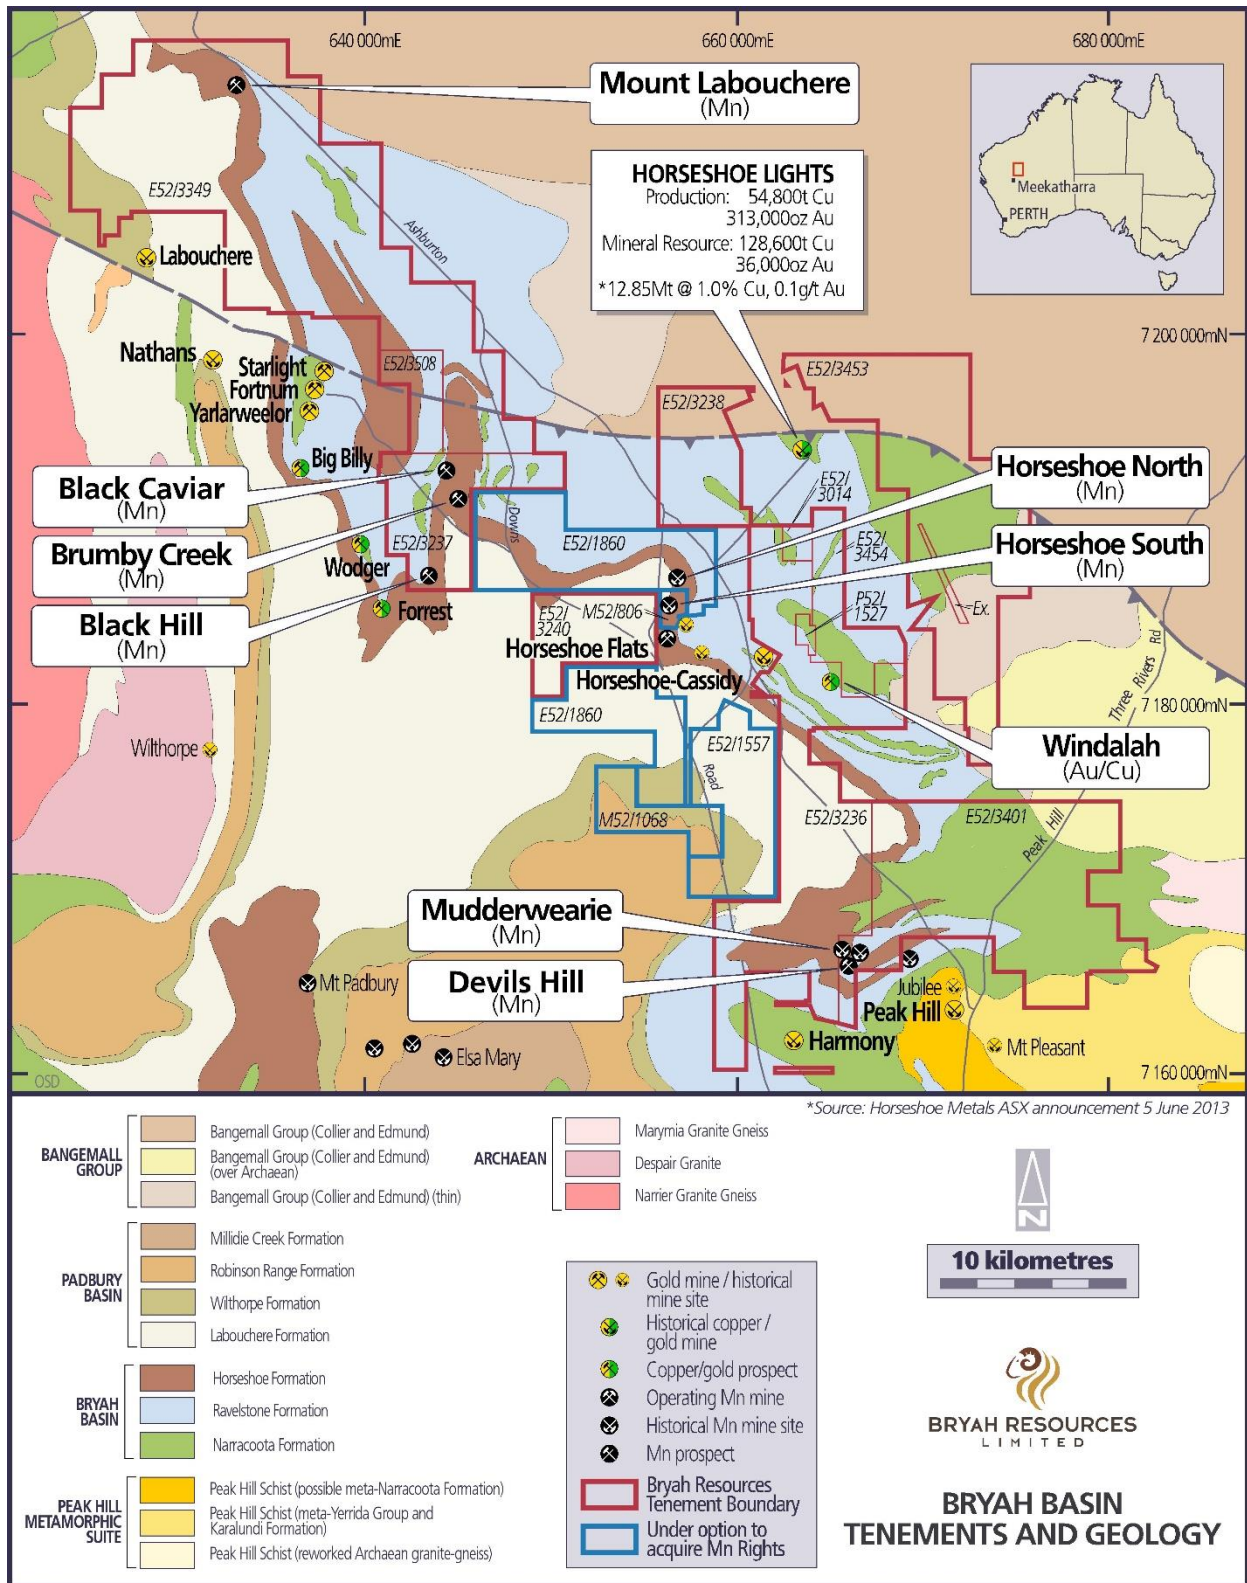 640 000mE
660 000mE
680 000mE
Mount Labouchere
(Mn)
HORSESHOE LIGHTS
Production: 54,800t Cu
313,000oz Au
Mineral Resource: 128,600t Cu
36,000oz Au
*12.85Mt @ 1.0% Cu, 0.1g/t Au
Meekatharra
PERTH
E52/3349
Ashburton
Labouchere
7 200 000mN
Nathans
Starlight
Fortnum
Yarlarweelor
E52/3508
E52/3453
E52/3238
Big Billy
Black Caviar
(Mn)
Horseshoe North
(Mn)
E52/
3014
Downs
Brumby Creek
(Mn)
E52/3237
E52/1860
E52/
3454
Horseshoe South
(Mn)
Wodger
Black Hill
(Mn)
Forrest
E52/
3240
M52/806
P52/
1527
Ex.
Horseshoe Flats
Horseshoe-Cassidy
Three Rivers Rd
7 180 000mN
E52/1860
Wilthorpe
E52/1557
Windalah
(Au/Cu)
Road
M52/1068
E52/3236
E52/3401
Peak Hill
Mudderwearie
(Mn)
Devils Hill
(Mn)
Mt Padbury
Jubilee
Peak Hill
Harmony
Mt Pleasant
Elsa Mary
OSD
7 160 000mN
*Source: Horseshoe Metals ASX announcement 5 June 2013
BANGEMALL
GROUP
Bangemall Group (Collier and Edmund)
Bangemall Group (Collier and Edmund)
(over Archaean)
Bangemall Group (Collier and Edmund) (thin)
PADBURY
BASIN
Millidie Creek Formation
Robinson Range Formation
Wilthorpe Formation
Labouchere Formation
BRYAH
BASIN
Horseshoe Formation
Ravelstone Formation
Narracoota Formation
PEAK HILL
METAMORPHIC
SUITE
Peak Hill Schist (possible meta-Narracoota Formation)
Peak Hill Schist (meta-Yerrida Group and
Karalundi Formation)
Peak Hill Schist (reworked Archaean granite-gneiss)
ARCHAEAN
Marymia Granite Gneiss
Despair Granite
Narrier Granite Gneiss
Gold mine / historical
mine site
Historical copper /
gold mine
Copper/gold prospect
Operating Mn mine
Historical Mn mine site
Mn prospect
Bryah Resources
Tenement Boundary
Under option to
acquire Mn Rights
N
10 kilometres
BRYAH RESOURCES
LIMITED
BRYAH BASIN
TENEMENTS AND GEOLOGY